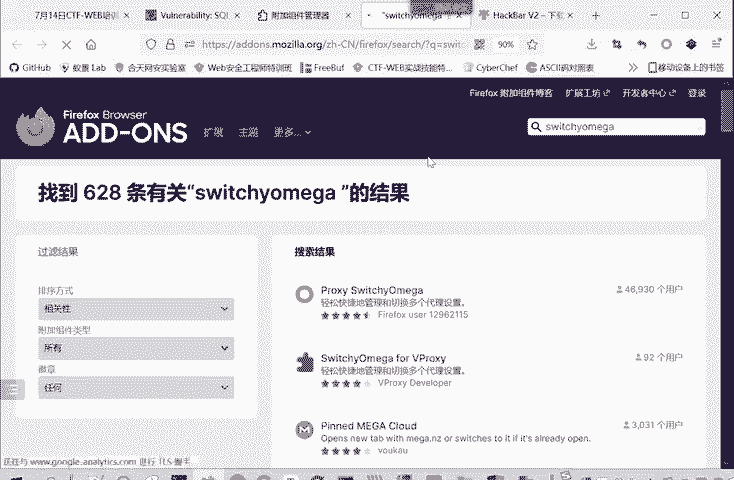 7月14日CTF-WEB培训
Vulnerability: SQL
附加组件管理器
"switchyomega "
HackBar V2 – 下载
https://addons.mozilla.org/zh-CN/firefox/search/?q=swit
90%
GitHub
蚁景 Lab
合天网安实验室
Web安全工程师特训班
FreeBuf
CTF-WEB实战技能特...
CyberChef
ASCII码对照表
移动设备上的书签
Firefox 附加组件博客
扩展工坊
开发者中心
登录
Firefox Browser
ADD-ONS
扩展
主题
更多...
switchyomega
找到 628 条有关“switchyomega ”的结果
过滤结果
排序方式
相关性
附加组件类型
所有
徽章
任何
搜索结果
Proxy SwitchyOmega
46,930 个用户
轻松快捷地管理和切换多个代理设置。
Firefox user 12962115
SwitchyOmega for VProxy
92 个用户
轻松快捷地管理和切换多个代理设置。
VProxy Developer
Pinned MEGA Cloud
3,031 个用户
Opens new tab with mega.nz or switches to it if it's already open.
voukau
正在与 www.google-analytics.com 进行 TLS 握手